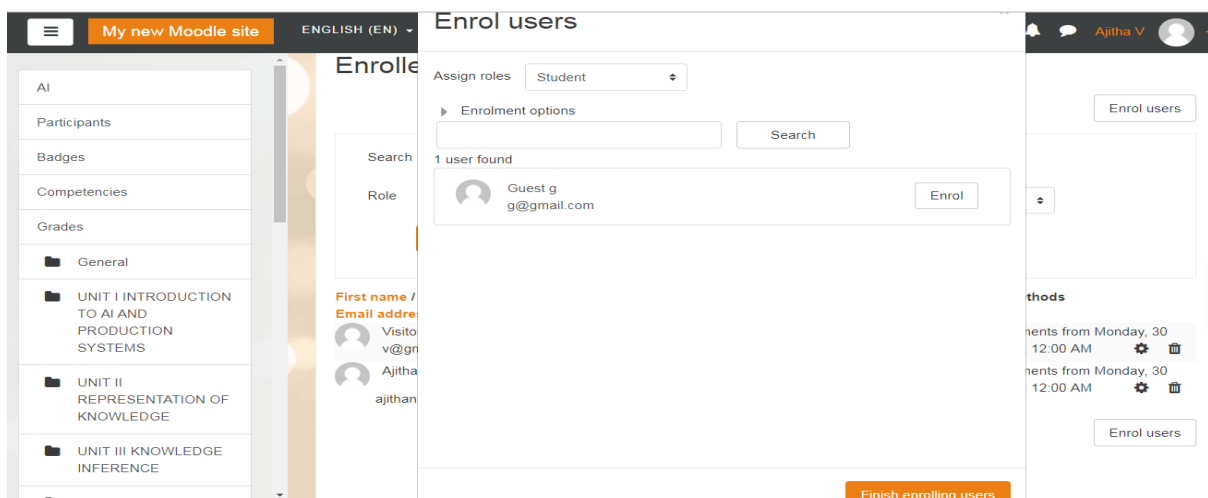 My new Moodle site
ENGLISH (EN)
Enrol users
Ajitha V
AI
Participants
Badges
Competencies
Grades
General
UNIT I INTRODUCTION
TO AI AND
PRODUCTION
SYSTEMS
UNIT II
REPRESENTATION OF
KNOWLEDGE
UNIT III KNOWLEDGE
INFERENCE
Enrolle
Enrol users
Search
Role
Assign roles Student
Enrolment options
Search
1 user found
Guest g
g@gmail.com
Enrol
First name /
Email addre
thods
Visito
v@gn
nents from Monday, 30
12:00 AM
Ajitha
ajithan
nents from Monday, 30
12:00 AM
Enrol users
Finish enrolling users